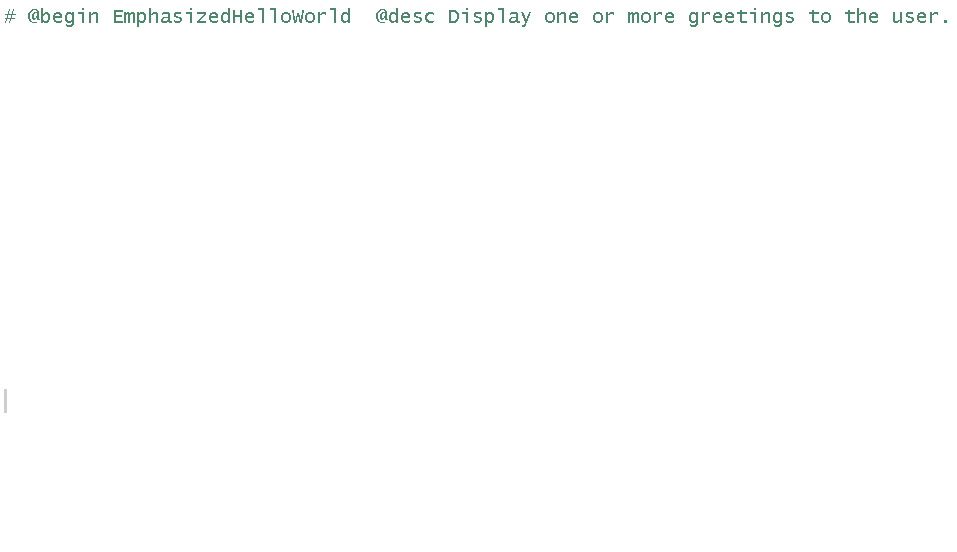 # @begin EmphasizedHelloWorld  @desc Display one or more greetings to the user.